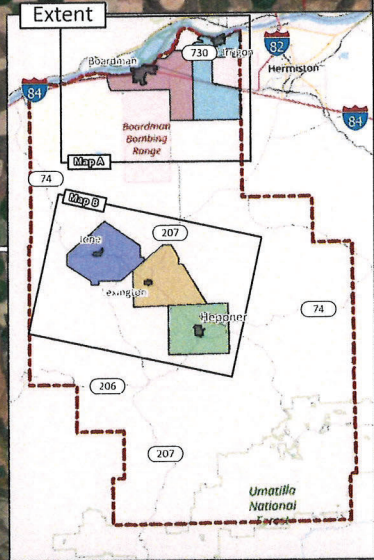 Extent
730
Irrigon
82
Boardman
Hermiston
84
84
Boardman
Bombing
Range
Map A
74
Map B
207
Ione
Lexington
74
Heppner
206
207
Umatilla
National
Forest